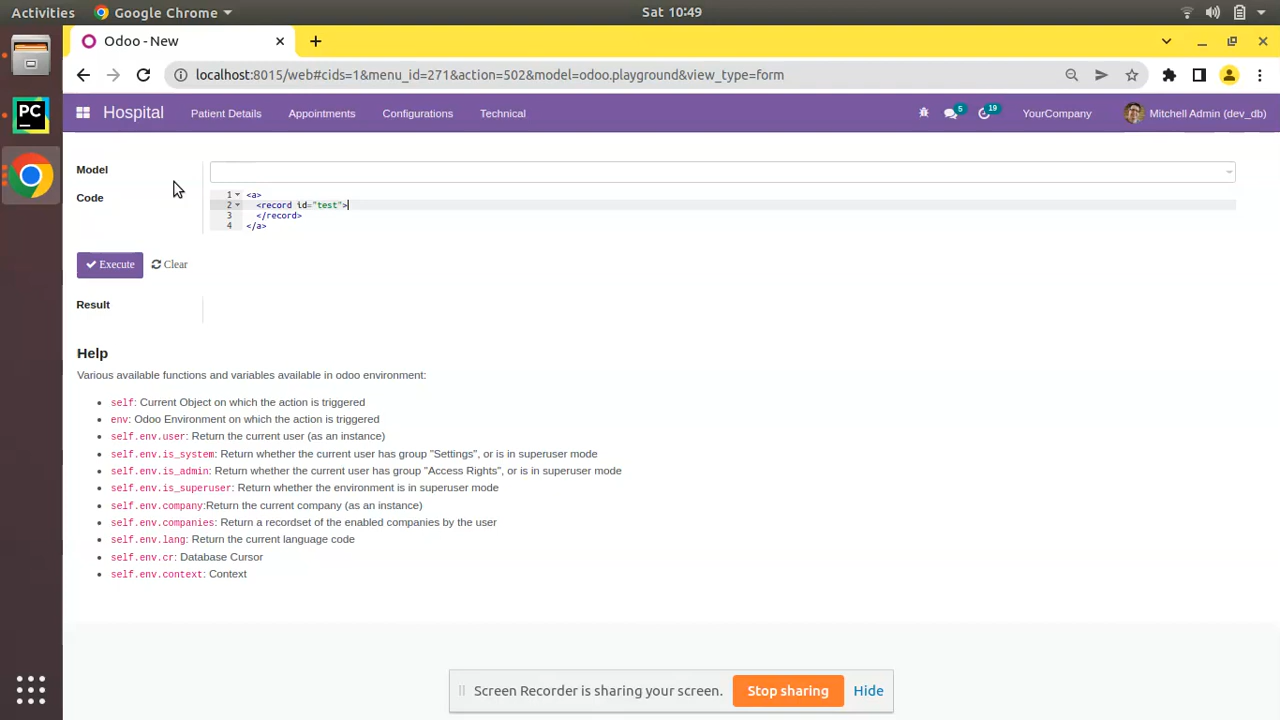 Activities Google Chrome Sat 10:49
Odoo - New
localhost:8015/web#cids=1&menu_id=271&action=502&model=odoo.playground&view_type=form
Hospital Patient Details Appointments Configurations Technical 5 19 YourCompany Mitchell Admin (dev_db)
Model
Code
1 <a>
2 <record id="test">
3 </record>
4 </a>
Execute Clear
Result
Help
Various available functions and variables available in odoo environment:
self: Current Object on which the action is triggered
env: Odoo Environment on which the action is triggered
self.env.user: Return the current user (as an instance)
self.env.is_system: Return whether the current user has group "Settings", or is in superuser mode
self.env.is_admin: Return whether the current user has group "Access Rights", or is in superuser mode
self.env.is_superuser: Return whether the environment is in superuser mode
self.env.company:Return the current company (as an instance)
self.env.companies: Return a recordset of the enabled companies by the user
self.env.lang: Return the current language code
self.env.cr: Database Cursor
self.env.context: Context
Screen Recorder is sharing your screen. Stop sharing Hide
PC